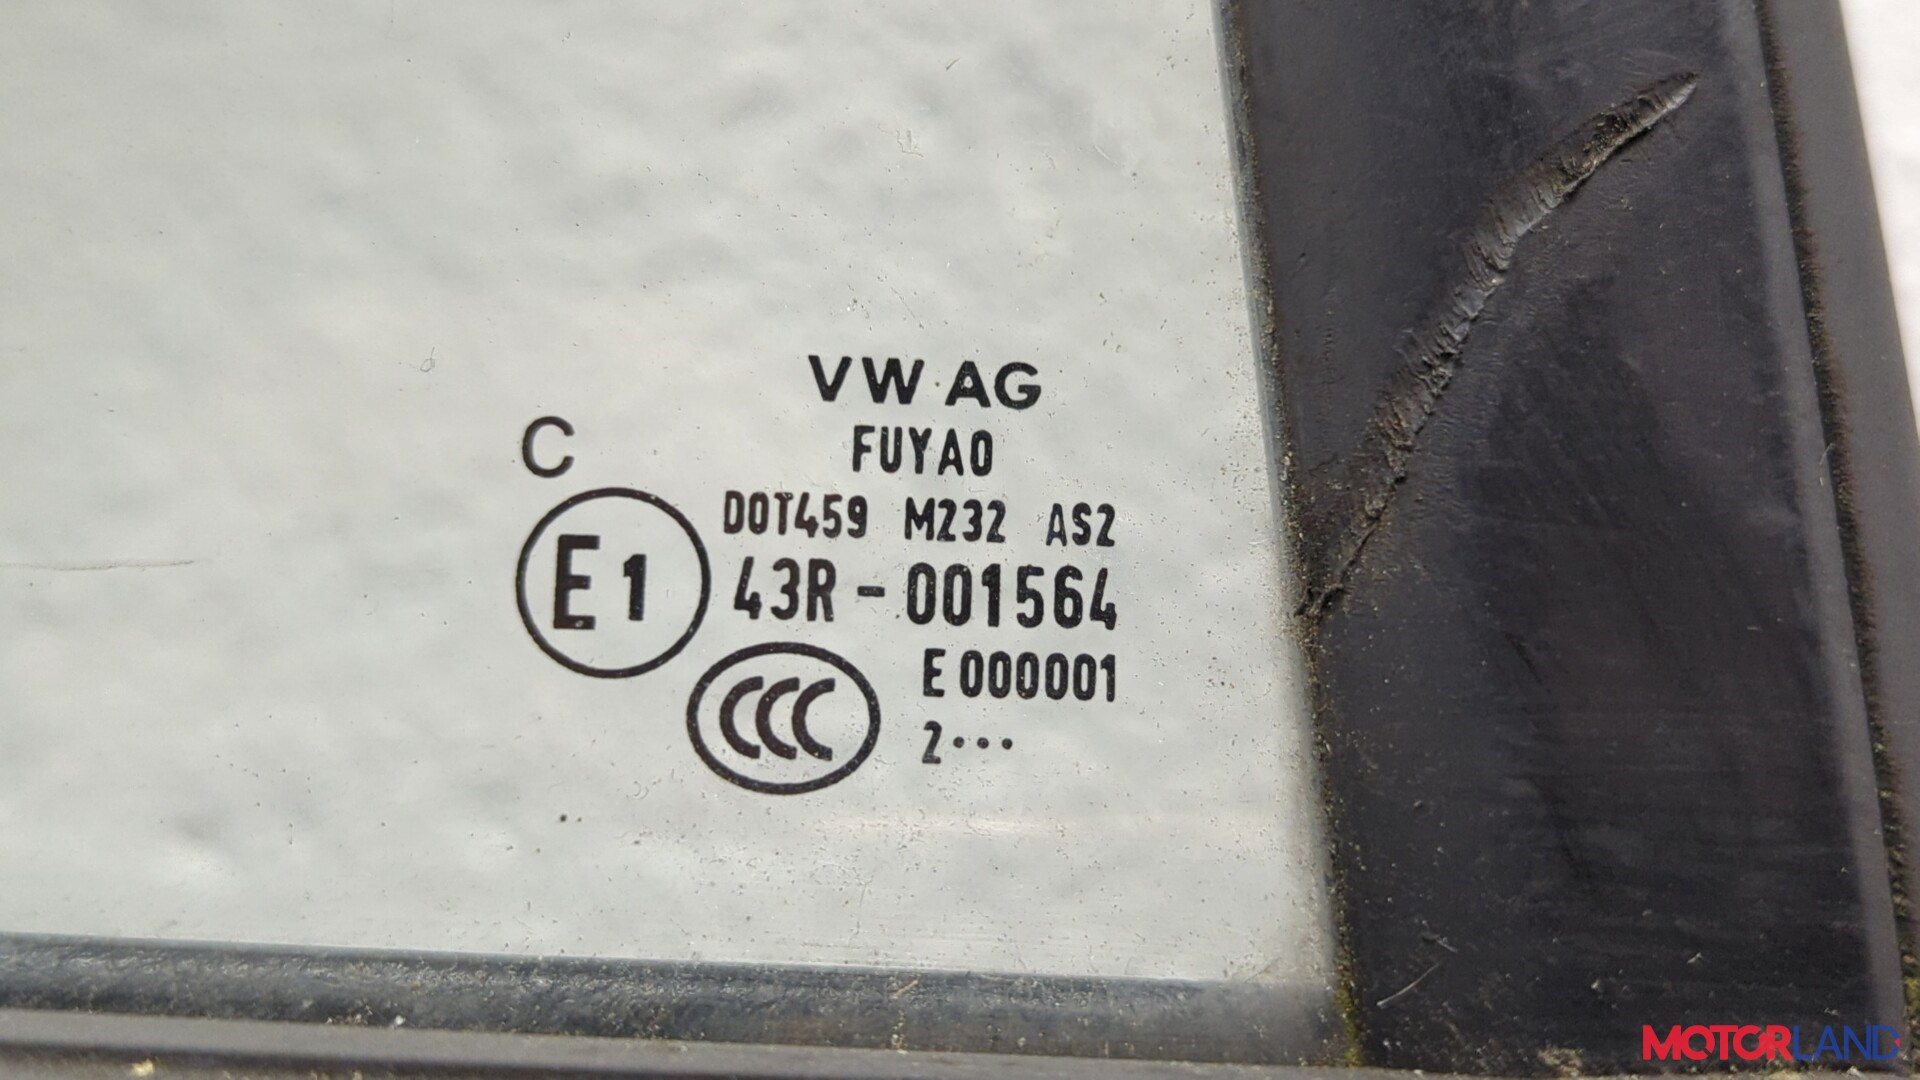 VW AG
FUYAO
C
DOT459 M232 AS2
E1
43R - 001564
E 000001
CCC
2...
MOTORLAND